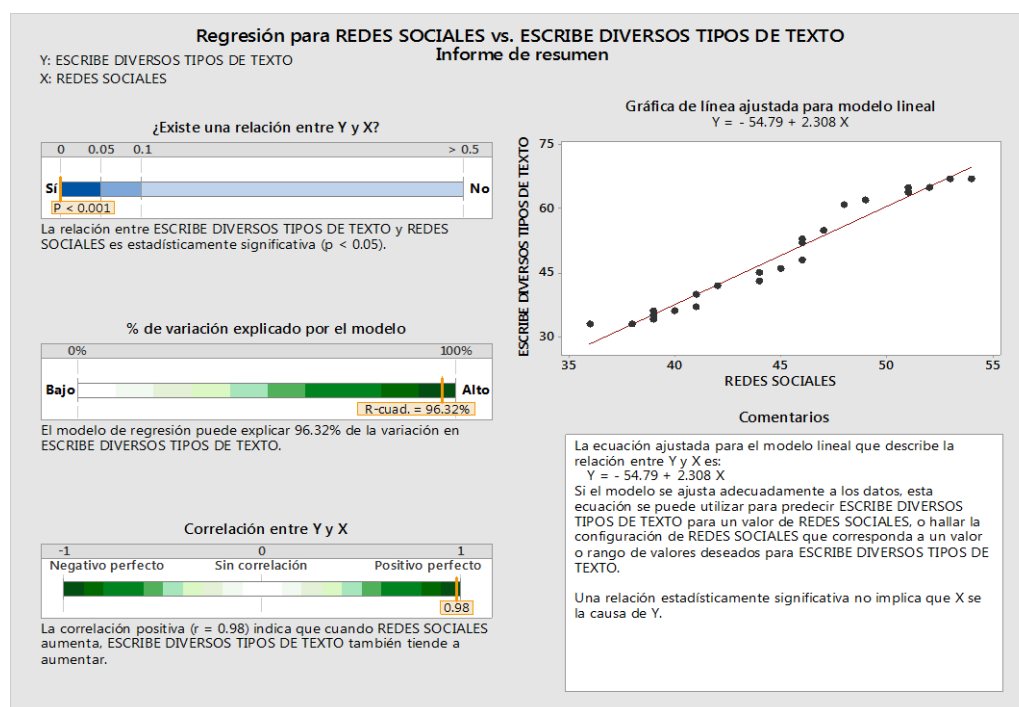 Regresión para REDES SOCIALES vs. ESCRIBE DIVERSOS TIPOS DE TEXTO
Informe de resumen
Y: ESCRIBE DIVERSOS TIPOS DE TEXTO
X: REDES SOCIALES
¿Existe una relación entre Y y X?
0 0.05 0.1 > 0.5
Sí No
P < 0.001
La relación entre ESCRIBE DIVERSOS TIPOS DE TEXTO y REDES
SOCIALES es estadísticamente significativa (p < 0.05).
% de variación explicado por el modelo
0% 100%
Bajo Alto
R-cuad. = 96.32%
El modelo de regresión puede explicar 96.32% de la variación en
ESCRIBE DIVERSOS TIPOS DE TEXTO.
Correlación entre Y y X
-1 0 1
Negativo perfecto Sin correlación Positivo perfecto
0.98
La correlación positiva (r = 0.98) indica que cuando REDES SOCIALES
aumenta, ESCRIBE DIVERSOS TIPOS DE TEXTO también tiende a
aumentar.
Gráfica de línea ajustada para modelo lineal
Y = - 54.79 + 2.308 X
ESCRIBE DIVERSOS TIPOS DE TEXTO
75
60
45
30
35 40 45 50 55
REDES SOCIALES
Comentarios
La ecuación ajustada para el modelo lineal que describe la
relación entre Y y X es:
Y = - 54.79 + 2.308 X
Si el modelo se ajusta adecuadamente a los datos, esta
ecuación se puede utilizar para predecir ESCRIBE DIVERSOS
TIPOS DE TEXTO para un valor de REDES SOCIALES, o hallar la
configuración de REDES SOCIALES que corresponda a un valor
o rango de valores deseados para ESCRIBE DIVERSOS TIPOS DE
TEXTO.
Una relación estadísticamente significativa no implica que X se
la causa de Y.